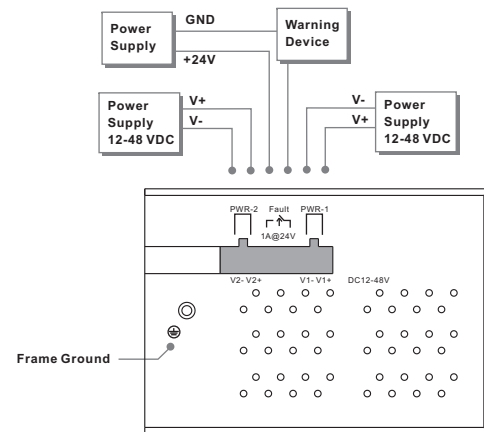 Power
Supply
GND
+24V
Warning
Device
Power
Supply
12-48 VDC
V+
V-
V-
V+
Power
Supply
12-48 VDC
PWR-2 Fault PWR-1
1A@24V
V2- V2+ V1- V1+ DC12-48V
Frame Ground